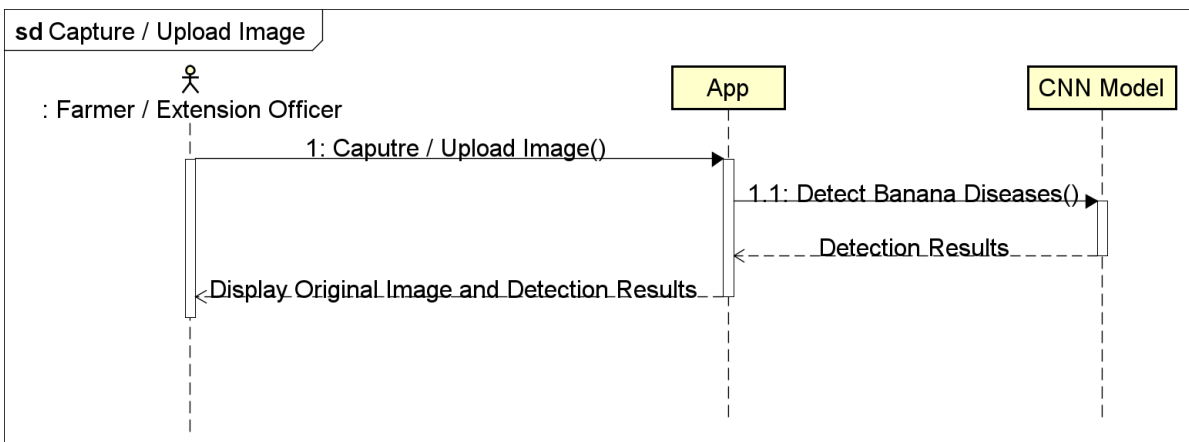 sd Capture / Upload Image
: Farmer / Extension Officer
App
CNN Model
1: Caputre / Upload Image()
1.1: Detect Banana Diseases()
Detection Results
Display Original Image and Detection Results